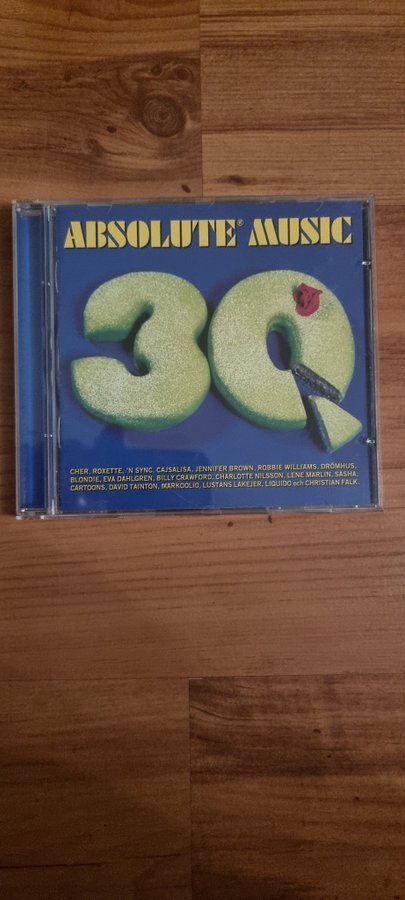 ABSOLUTE® MUSIC
30
CHER, ROXETTE, 'N SYNC, CAJSALISA, JENNIFER BROWN, ROBBIE WILLIAMS, DRÖMHUS,
BLONDIE, EVA DAHLGREN, BILLY CRAWFORD, CHARLOTTE NILSSON, LENE MARLIN, SASHA,
CARTOONS, DAVID TAINTON, MARKOOLIO, LUSTANS LAKEJER, LIQUIDO och CHRISTIAN FALK.